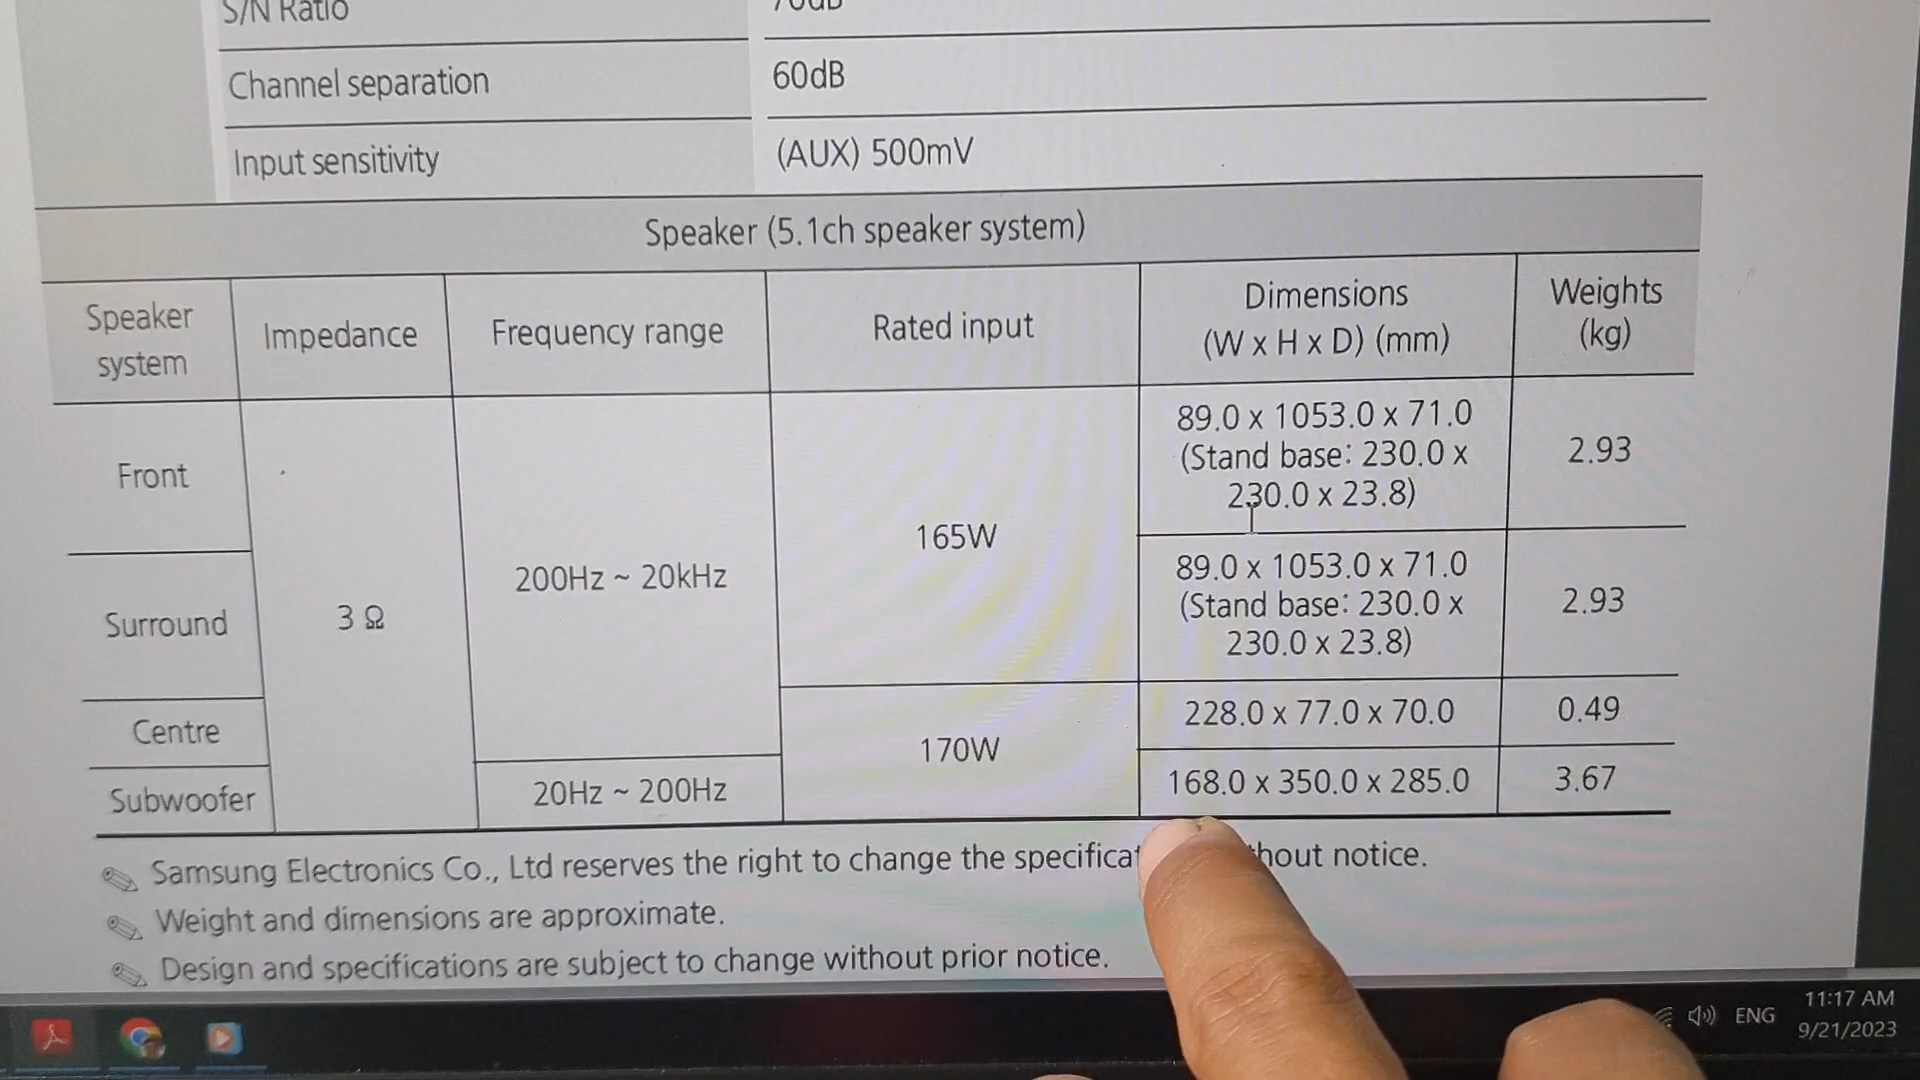 S/N Ratio
70dB
Channel separation
60dB
Input sensitivity
(AUX) 500mV
Speaker (5.1ch speaker system)
Speaker
system
Impedance
Frequency range
Rated input
Dimensions
(W x H x D) (mm)
Weights
(kg)
Front
3 Ω
200Hz ~ 20kHz
165W
89.0 x 1053.0 x 71.0
(Stand base: 230.0 x
230.0 x 23.8)
2.93
Surround
89.0 x 1053.0 x 71.0
(Stand base: 230.0 x
230.0 x 23.8)
2.93
Centre
170W
228.0 x 77.0 x 70.0
0.49
Subwoofer
20Hz ~ 200Hz
168.0 x 350.0 x 285.0
3.67
Samsung Electronics Co., Ltd reserves the right to change the notice.
Weight and dimensions are approximate.
Design and specifications are subject to change without prior notice.
ENG
11:17 AM
9/21/2023